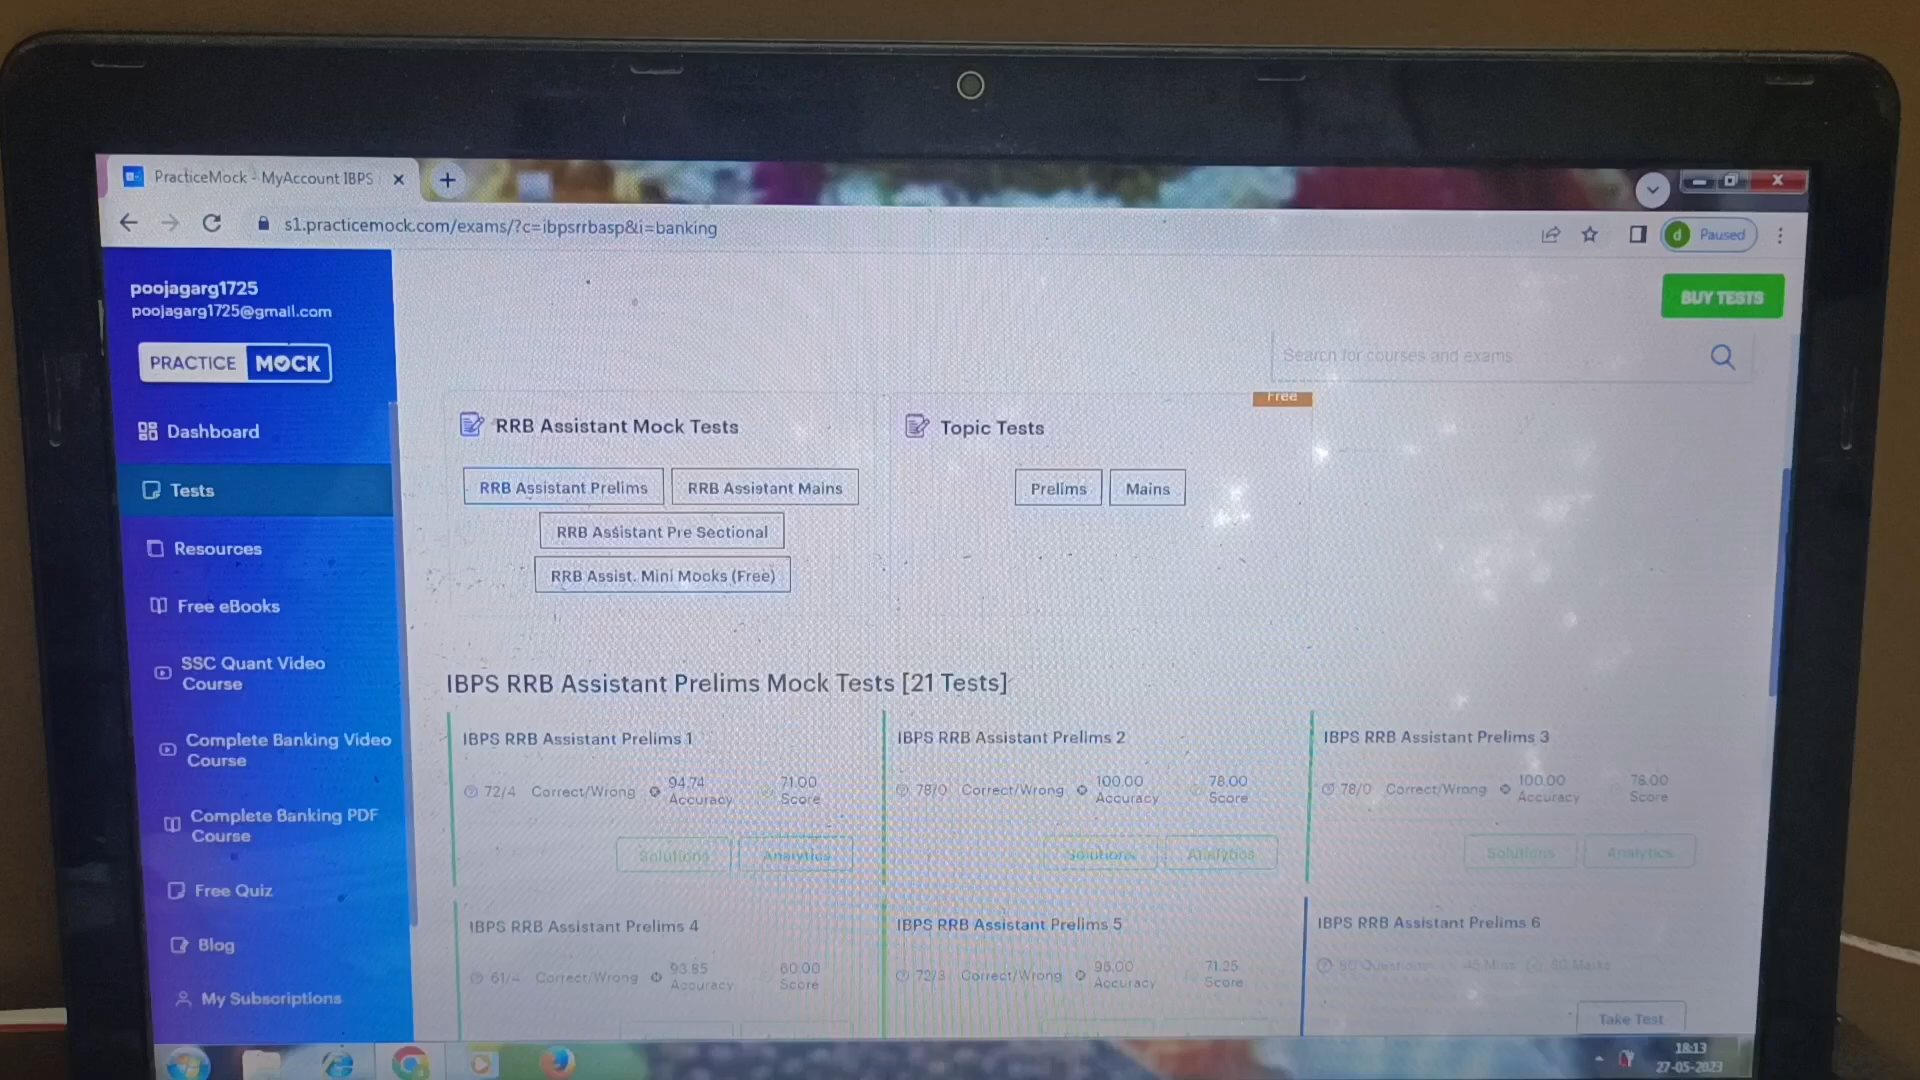 PracticeMock - MyAccount IBPS
s1.practicemock.com/exams/?c=ibpsrrbasp&i=banking
d Paused
poojagarg1725
poojagarg1725@gmail.com
BUY TESTS
PRACTICE MOCK
Search for courses and exams
Dashboard
Tests
Resources
Free eBooks
SSC Quant Video
Course
Complete Banking Video
Course
Complete Banking PDF
Course
Free Quiz
Blog
My Subscriptions
RRB Assistant Mock Tests
RRB Assistant Prelims
RRB Assistant Mains
RRB Assistant Pre Sectional
RRB Assist. Mini Mocks (Free)
Free
Topic Tests
Prelims
Mains
IBPS RRB Assistant Prelims Mock Tests [21 Tests]
IBPS RRB Assistant Prelims 1
72/4 Correct/Wrong 94.74 Accuracy 71.00 Score
Solutions Analytics
IBPS RRB Assistant Prelims 2
78/0 Correct/Wrong 100.00 Accuracy 78.00 Score
Solutions Analytics
IBPS RRB Assistant Prelims 3
78/0 Correct/Wrong 100.00 Accuracy 78.00 Score
Solutions Analytics
IBPS RRB Assistant Prelims 4
61/4 Correct/Wrong 93.85 Accuracy 60.00 Score
IBPS RRB Assistant Prelims 5
72/3 Correct/Wrong 96.00 Accuracy 71.25 Score
IBPS RRB Assistant Prelims 6
80 Questions 45 Mins 80 Marks
Take Test
18:13
27-05-2023